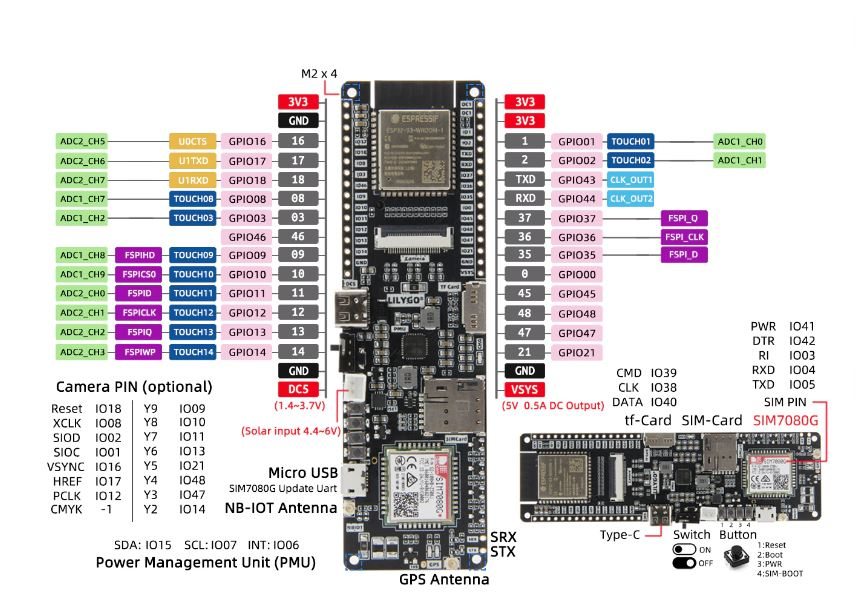 M2 x 4
3V3 3V3
GND 3V3
ADC2_CH5 U0CTS GPIO16 16 1 GPIO01 TOUCH01 ADC1_CH0
ADC2_CH6 U1TXD GPIO17 17 2 GPIO02 TOUCH02 ADC1_CH1
ADC2_CH7 U1RXD GPIO18 18 TXD GPIO43 CLK_OUT1
ADC1_CH7 TOUCH08 GPIO08 08 RXD GPIO44 CLK_OUT2
ADC1_CH2 TOUCH03 GPIO03 03 37 GPIO37 FSPI_Q
GPIO46 46 36 GPIO36 FSPI_CLK
ADC1_CH8 FSPIHD TOUCH09 GPIO09 09 35 GPIO35 FSPI_D
ADC1_CH9 FSPICS0 TOUCH10 GPIO10 10 0 GPIO00
ADC2_CH0 FSPID TOUCH11 GPIO11 11 45 GPIO45
ADC2_CH1 FSPICLK TOUCH12 GPIO12 12 48 GPIO48
ADC2_CH2 FSPIQ TOUCH13 GPIO13 13 47 GPIO47
ADC2_CH3 FSPIWP TOUCH14 GPIO14 14 21 GPIO21
GND GND
DC5 VSYS
(1.4~3.7V) (5V 0.5A DC Output)
(Solar input 4.4~6V)
ESPRESSIF
ESP32-S3-WROOM-1
Camera
TF Card
LILYGO
PMU
SIMCard
SIM7080G
NB-IOT
GPS
Camera PIN (optional)
Reset IO18 Y9 IO09
XCLK IO08 Y8 IO10
SIOD IO02 Y7 IO11
SIOC IO01 Y6 IO13
VSYNC IO16 Y5 IO21
HREF IO17 Y4 IO48
PCLK IO12 Y3 IO47
CMYK -1 Y2 IO14
SDA: IO15 SCL:IO07 INT: IO06
Power Management Unit (PMU)
Micro USB
SIM7080G Update Uart
NB-IOT Antenna
SRX
STX
GPS Antenna
PWR IO41
DTR IO42
RI IO03
RXD IO04
TXD IO05
SIM PIN
CMD IO39
CLK IO38
DATA IO40
tf-Card SIM-Card SIM7080G
1 2 3 4
Type-C Switch Button
ON
OFF
1:Reset
2:Boot
3:PWR
4:SIM-BOOT